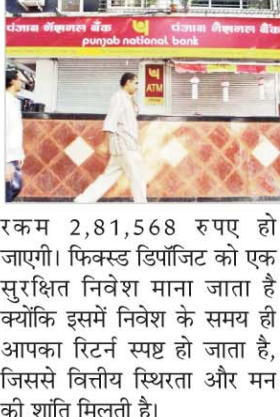 पंजाब नैशनल बैंक पंजाब नैशनल बैंक
punjab national bank
ATM
रकम 2,81,568 रुपए हो
जाएगी। फिक्स्ड डिपॉजिट को एक
सुरक्षित निवेश माना जाता है
क्योंकि इसमें निवेश के समय ही
आपका रिटर्न स्पष्ट हो जाता है,
जिससे वित्तीय स्थिरता और मन
की शांति मिलती है।